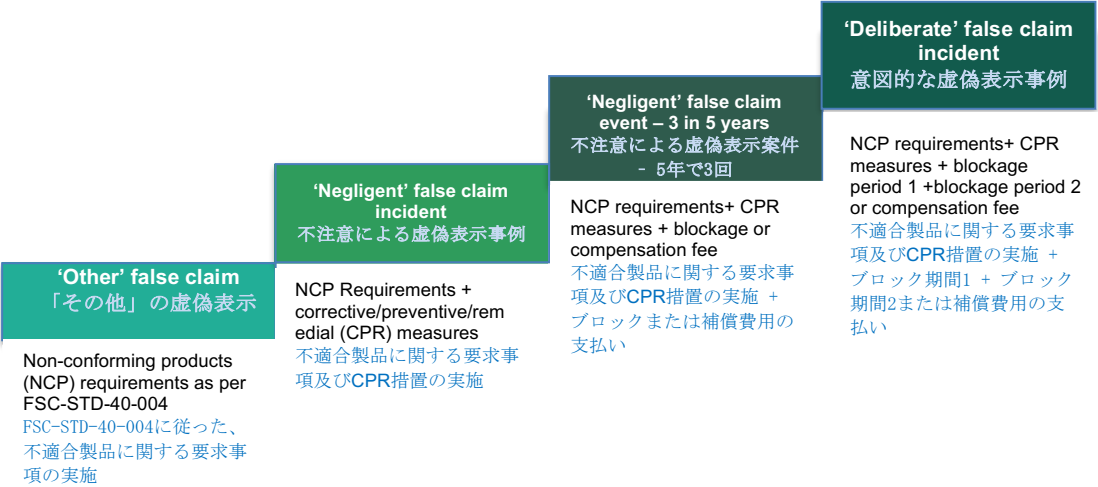 'Other' false claim
「その他」の虚偽表示
Non-conforming products
(NCP) requirements as per
FSC-STD-40-004
FSC-STD-40-004に従った、
不適合製品に関する要求事
項の実施
'Negligent' false claim
incident
不注意による虚偽表示事例
NCP Requirements +
corrective/preventive/rem
edial (CPR) measures
不適合製品に関する要求事
項及びCPR措置の実施
'Negligent' false claim
event – 3 in 5 years
不注意による虚偽表示案件
- 5年で3回
NCP requirements+ CPR
measures + blockage or
compensation fee
不適合製品に関する要求事
項及びCPR措置の実施 +
ブロックまたは補償費用の
支払い
'Deliberate' false claim
incident
意図的な虚偽表示事例
NCP requirements+ CPR
measures + blockage
period 1 +blockage period 2
or compensation fee
不適合製品に関する要求事
項及びCPR措置の実施 +
ブロック期間1 + ブロック
期間2または補償費用の支
払い